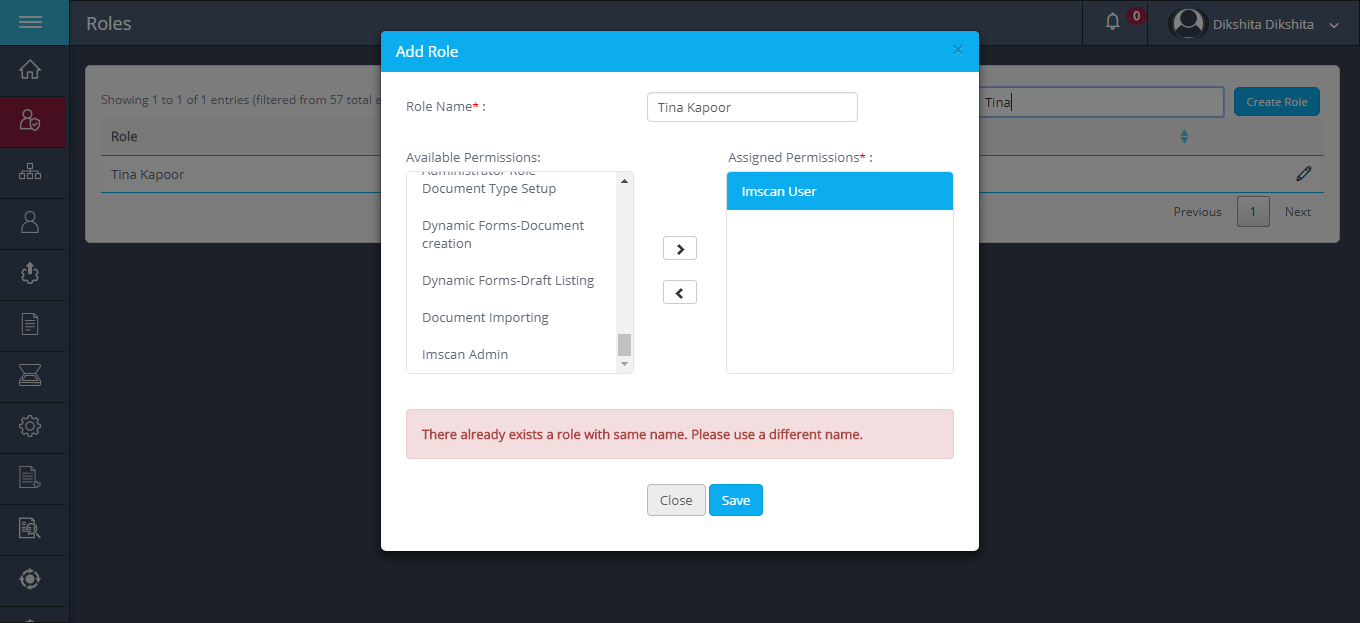 Roles
0
Dikshita Dikshita
Showing 1 to 1 of 1 entries (filtered from 57 total e
Tina
Create Role
Role
Tina Kapoor
Previous
1
Next
Add Role
×
Role Name* :
Tina Kapoor
Available Permissions:
Administrator Role
Document Type Setup
Dynamic Forms-Document
creation
Dynamic Forms-Draft Listing
Document Importing
Imscan Admin
Assigned Permissions* :
Imscan User
There already exists a role with same name. Please use a different name.
Close
Save